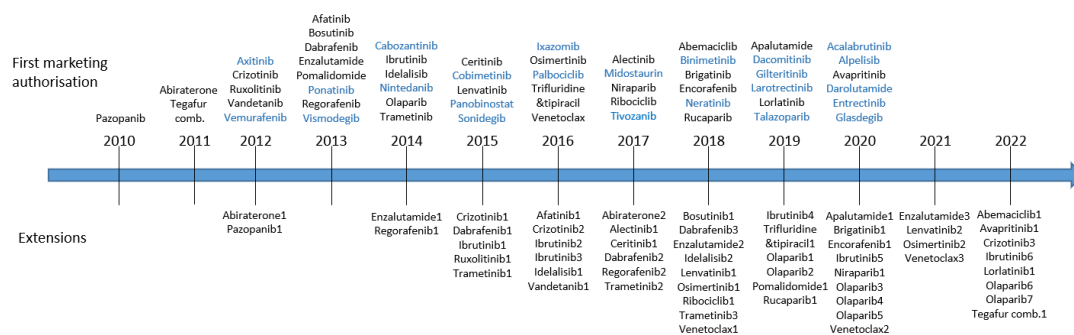 First marketing
authorisation
Pazopanib
2010
Abiraterone
Tegafur
comb.
2011
Axitinib
Crizotinib
Ruxolitinib
Vandetanib
Vemurafenib
2012
Afatinib
Bosutinib
Dabrafenib
Enzalutamide
Pomalidomide
Ponatinib
Regorafenib
Vismodegib
2013
Cabozantinib
Ibrutinib
Idelalisib
Nintedanib
Olaparib
Trametinib
2014
Ceritinib
Cobimetinib
Lenvatinib
Panobinostat
Sonidegib
2015
Ixazomib
Osimertinib
Palbociclib
Trifluridine
&tipiracil
Venetoclax
2016
Alectinib
Midostaurin
Niraparib
Ribociclib
Tivozanib
2017
Abemaciclib
Binimetinib
Brigatinib
Encorafenib
Neratinib
Rucaparib
2018
Apalutamide
Dacomitinib
Gilteritinib
Larotrectinib
Lorlatinib
Talazoparib
2019
Acalabrutinib
Alpelisib
Avapritinib
Darolutamide
Entrectinib
Glasdegib
2020
2021
2022
Extensions
Abiraterone1
Pazopanib1
Enzalutamide1
Regorafenib1
Crizotinib1
Dabrafenib1
Ibrutinib1
Ruxolitinib1
Trametinib1
Afatinib1
Crizotinib2
Ibrutinib2
Ibrutinib3
Idelalisib1
Vandetanib1
Abiraterone2
Alectinib1
Ceritinib1
Dabrafenib2
Regorafenib2
Trametinib2
Bosutinib1
Dabrafenib3
Enzalutamide2
Idelalisib2
Lenvatinib1
Osimertinib1
Ribociclib1
Trametinib3
Venetoclax1
Ibrutinib4
Trifluridine
&tipiracil1
Olaparib1
Olaparib2
Pomalidomide1
Rucaparib1
Apalutamide1
Brigatinib1
Encorafenib1
Ibrutinib5
Niraparib1
Olaparib3
Olaparib4
Olaparib5
Venetoclax2
Enzalutamide3
Lenvatinib2
Osimertinib2
Venetoclax3
Abemaciclib1
Avapritinib1
Crizotinib3
Ibrutinib6
Lorlatinib1
Olaparib6
Olaparib7
Tegafur comb.1